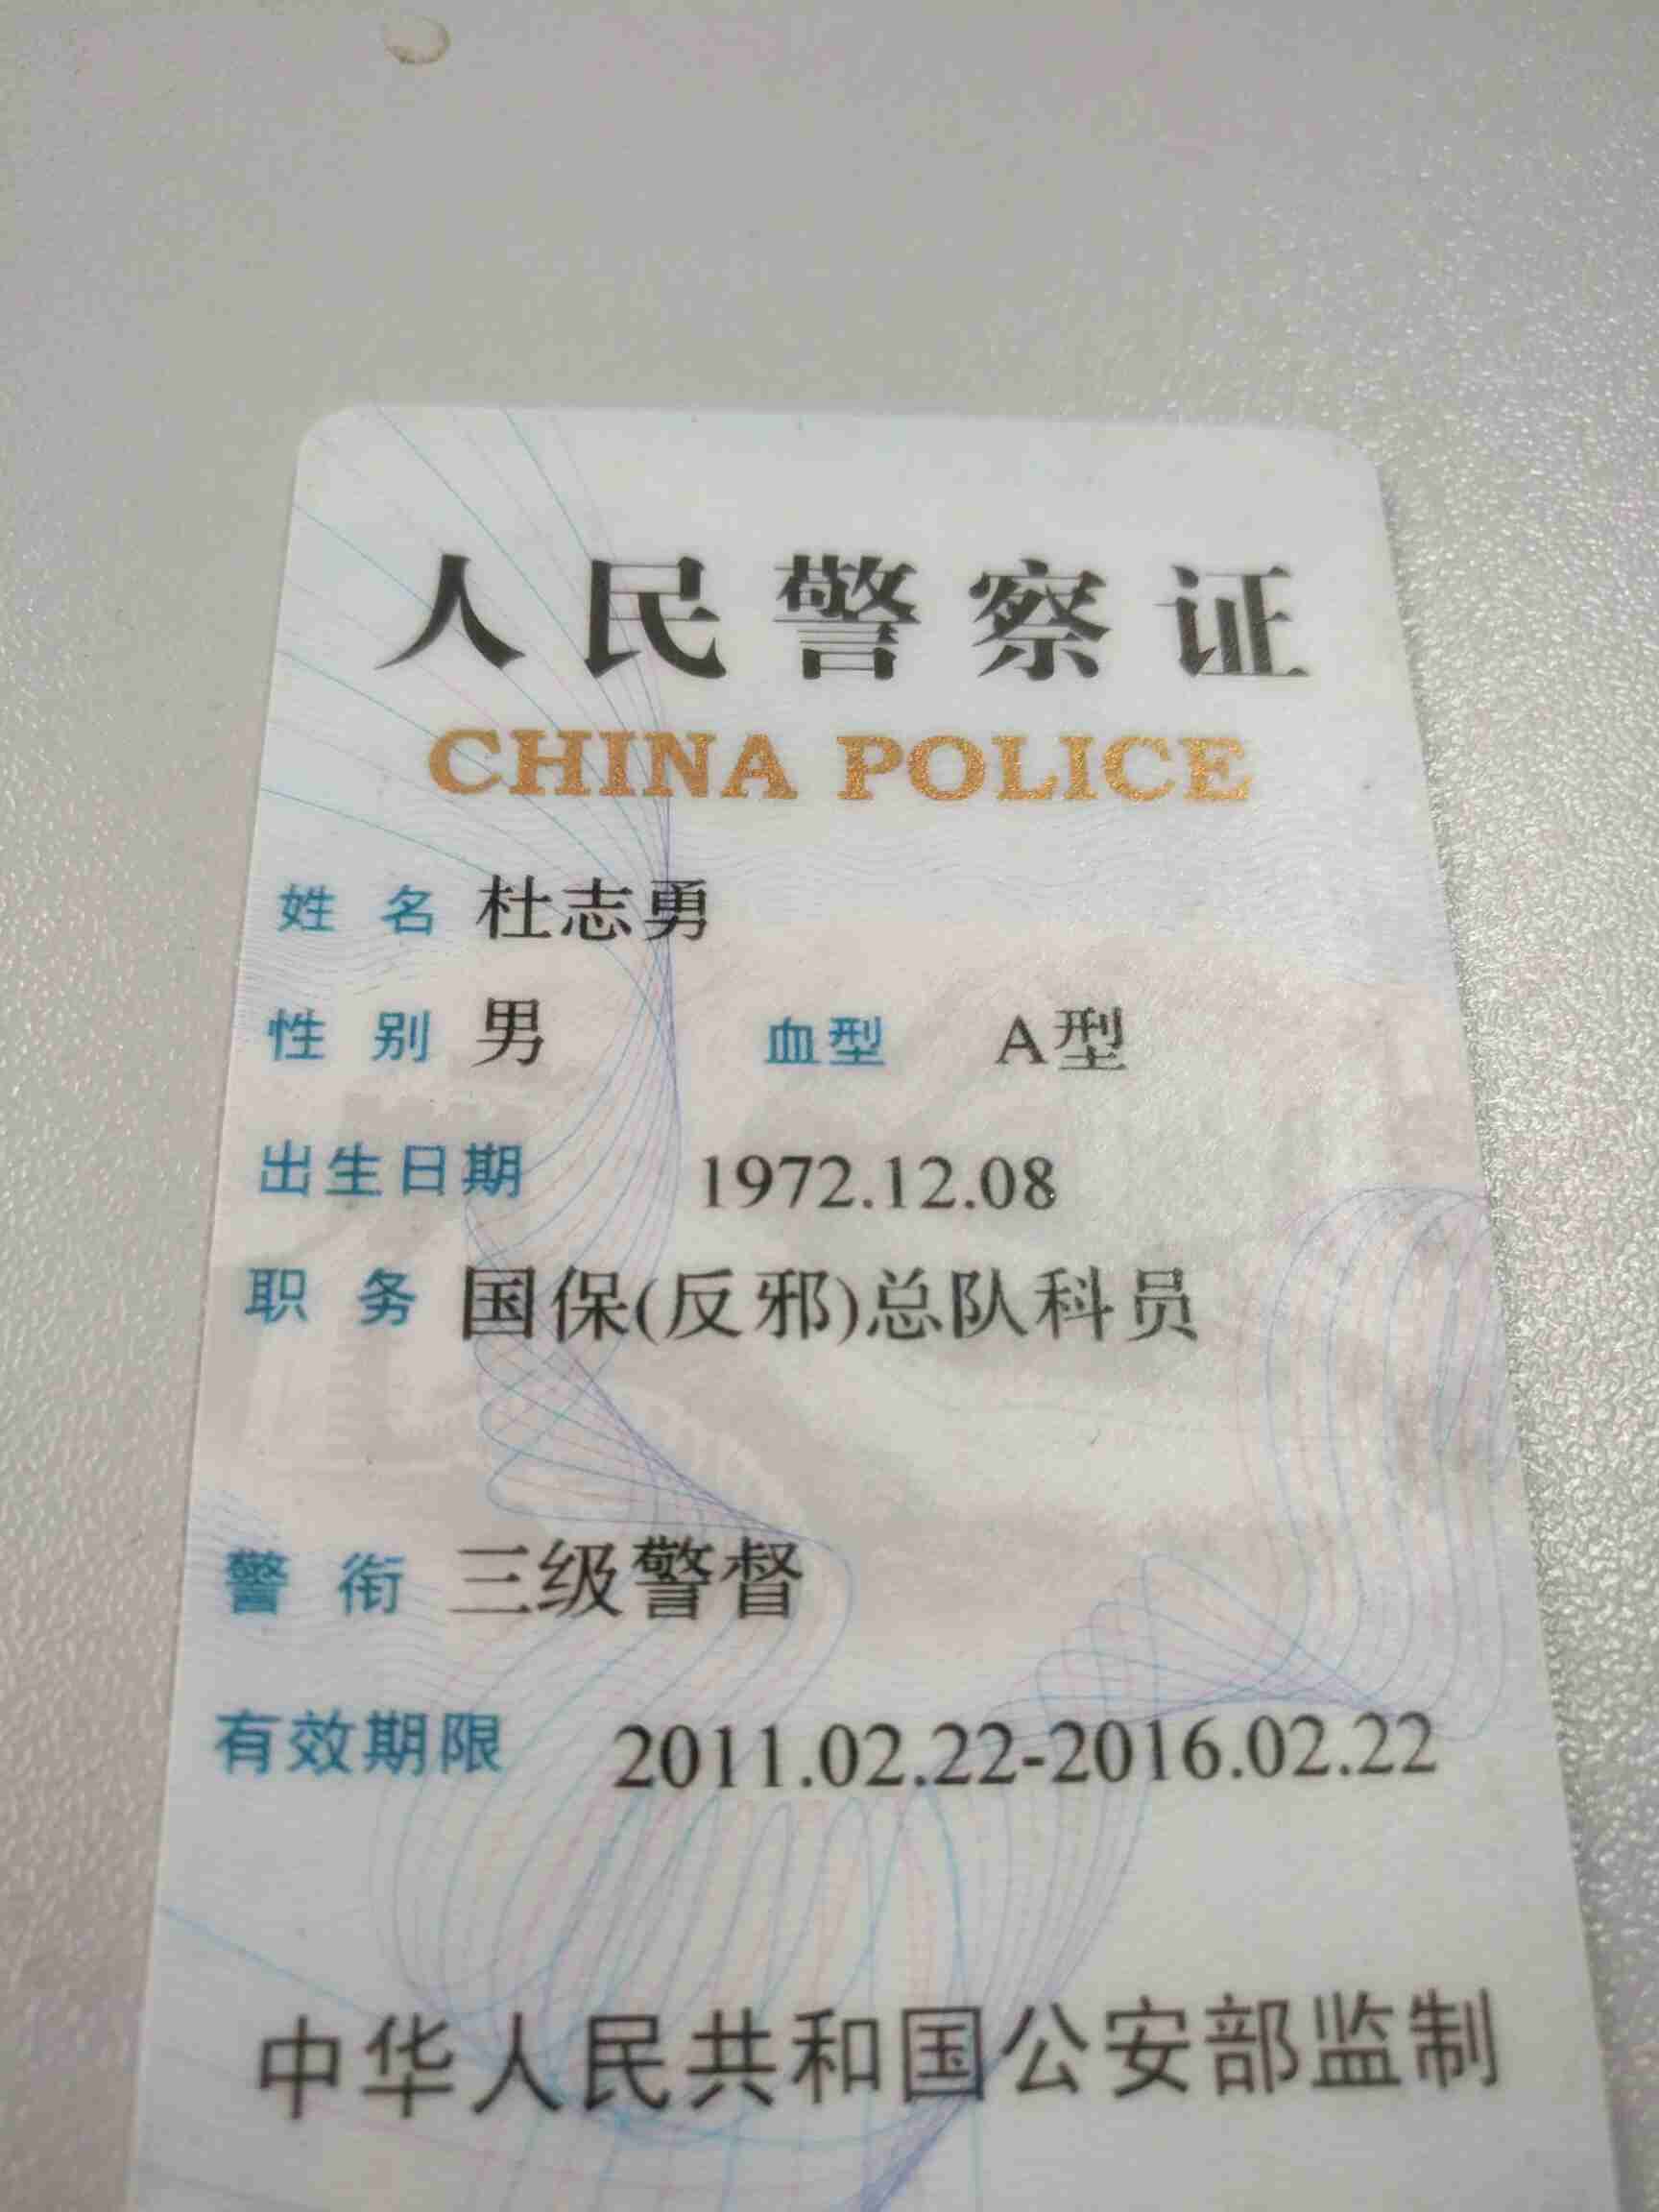 人民警察证
CHINA POLICE
姓名 杜志勇
性别 男 血型 A型
出生日期 1972.12.08
职务 国保(反邪)总队科员
警衔 三级警督
有效期限 2011.02.22-2016.02.22
中华人民共和国公安部监制